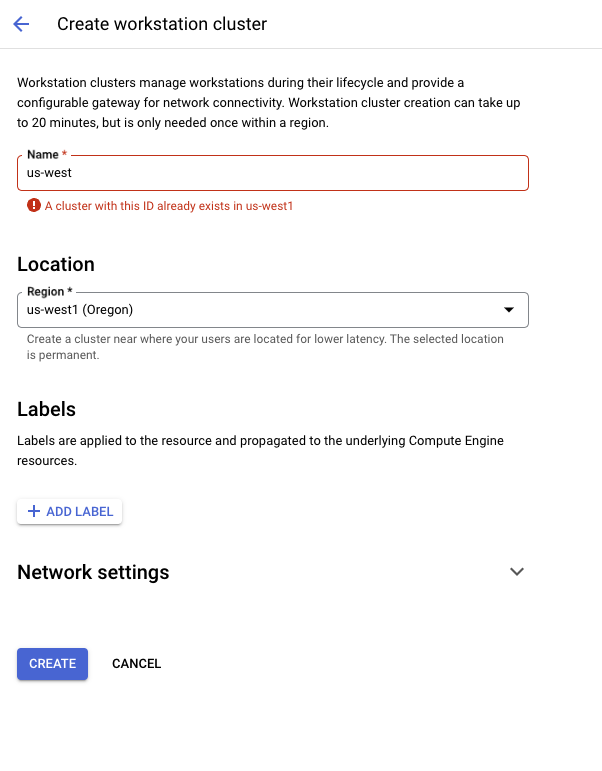 Create workstation cluster
Workstation clusters manage workstations during their lifecycle and provide a
configurable gateway for network connectivity. Workstation cluster creation can take up
to 20 minutes, but is only needed once within a region.
Name *
us-west
A cluster with this ID already exists in us-west1
Location
Region *
us-west1 (Oregon)
Create a cluster near where your users are located for lower latency. The selected location
is permanent.
Labels
Labels are applied to the resource and propagated to the underlying Compute Engine
resources.
ADD LABEL
Network settings
CREATE CANCEL